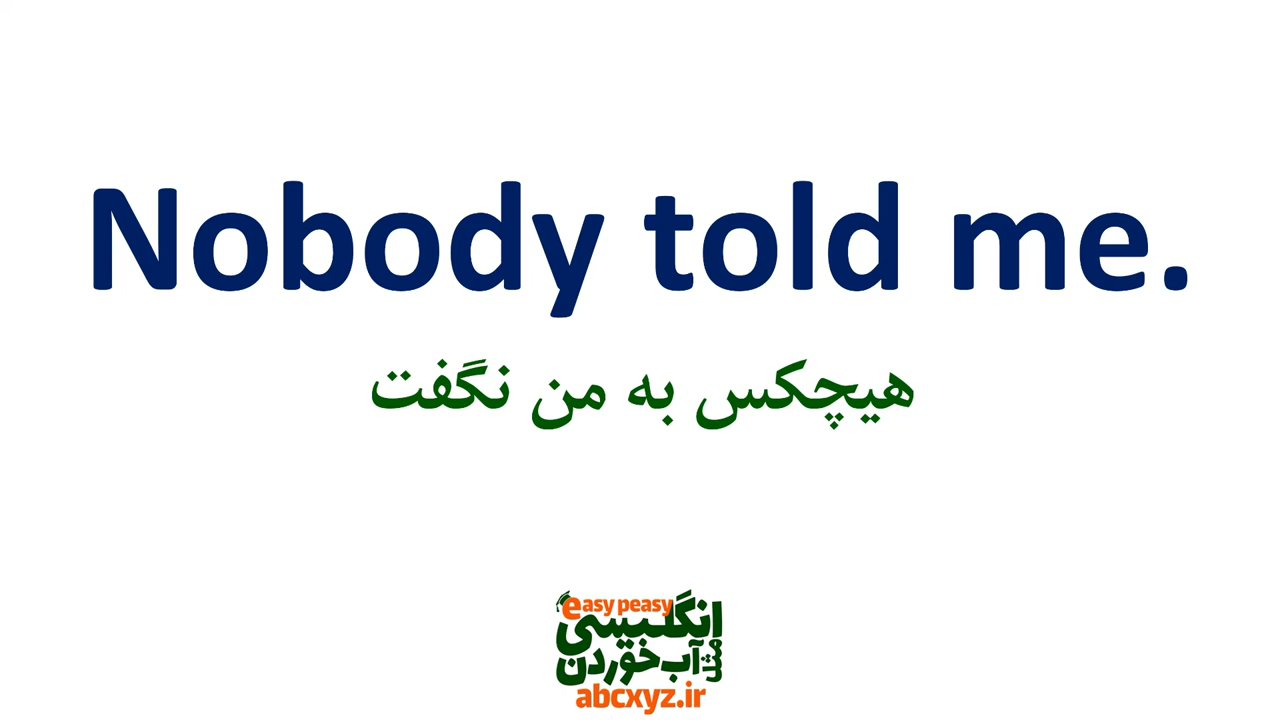 Nobody told me.
هیچکس به من نگفت
easy peasy
انگلیسی
مثل آب خوردن
abcxyz.ir